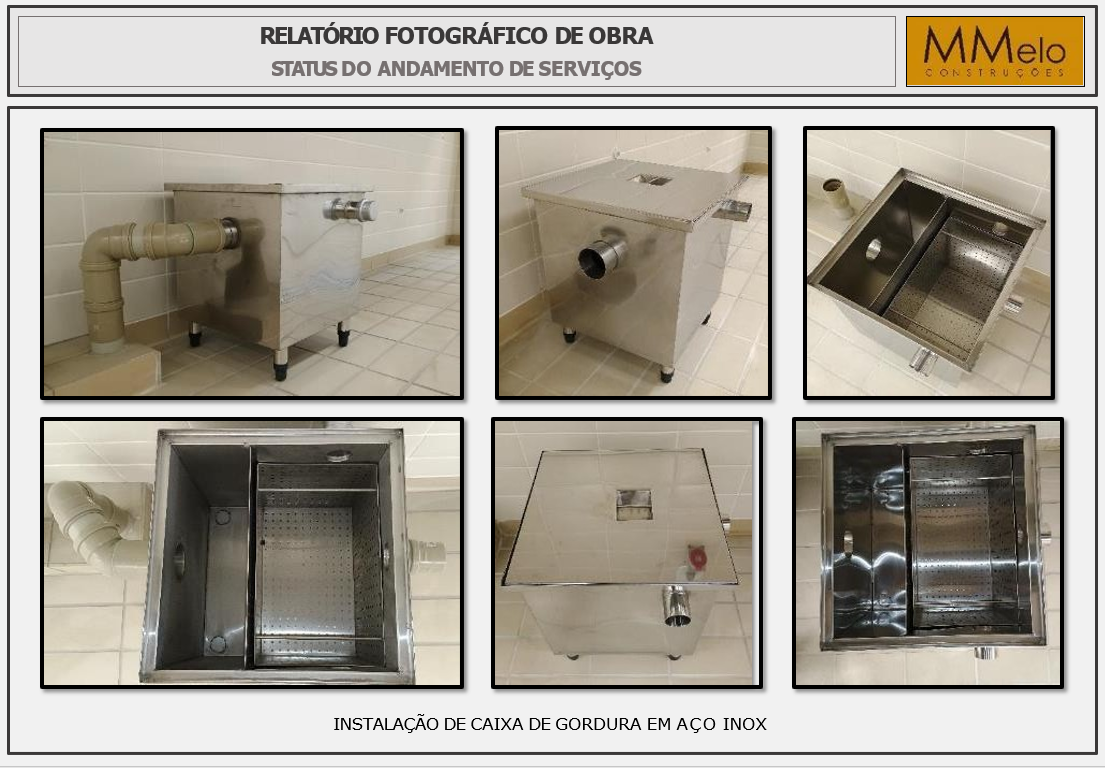 RELATÓRIO FOTOGRÁFICO DE OBRA
STATUS DO ANDAMENTO DE SERVIÇOS
MMelo
CONSTRUÇÕES
INSTALAÇÃO DE CAIXA DE GORDURA EM AÇO INOX